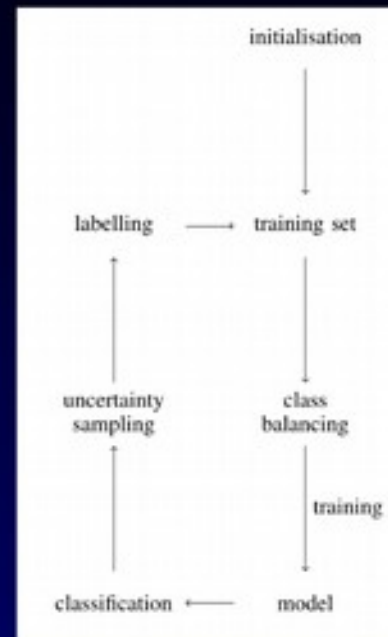 initialisation
labelling
training set
uncertainty
sampling
class
balancing
training
classification
model